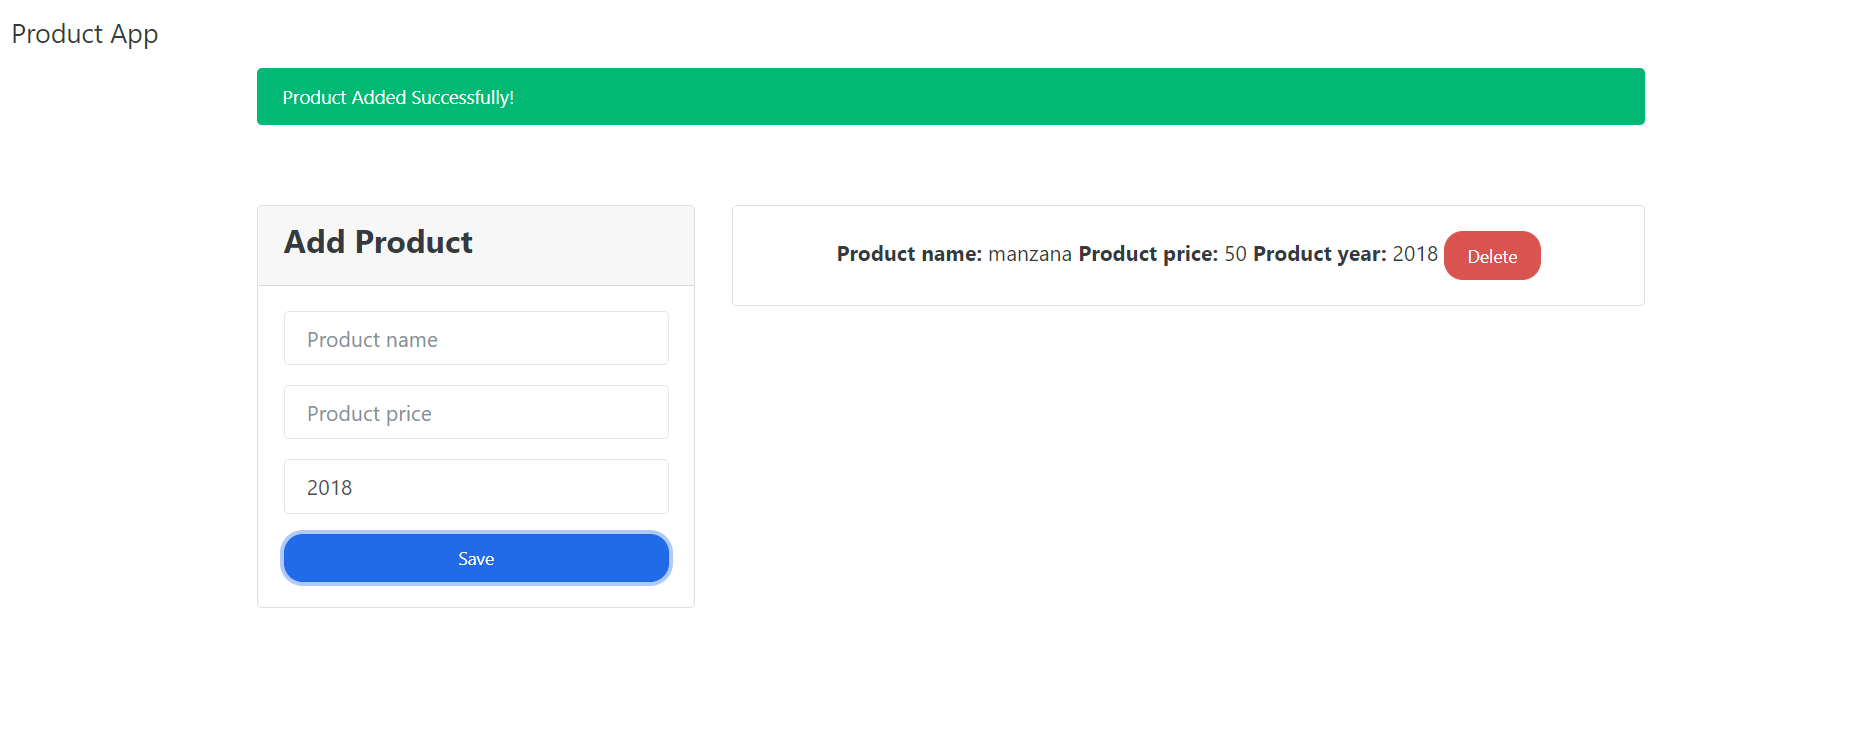 Product App
Product Added Successfully!
Add Product
Product name
Product price
2018
Save
Product name: manzana Product price: 50 Product year: 2018 Delete